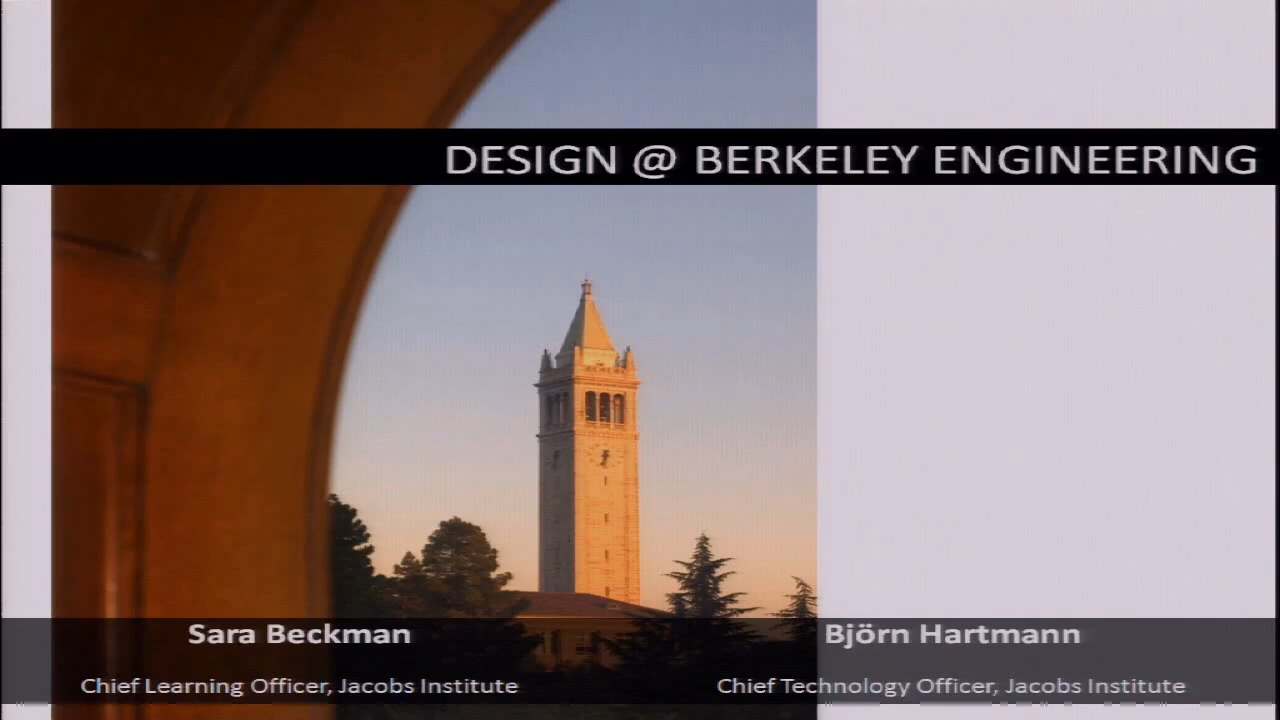 DESIGN @ BERKELEY ENGINEERING
Sara Beckman
Björn Hartmann
Chief Learning Officer, Jacobs Institute
Chief Technology Officer, Jacobs Institute